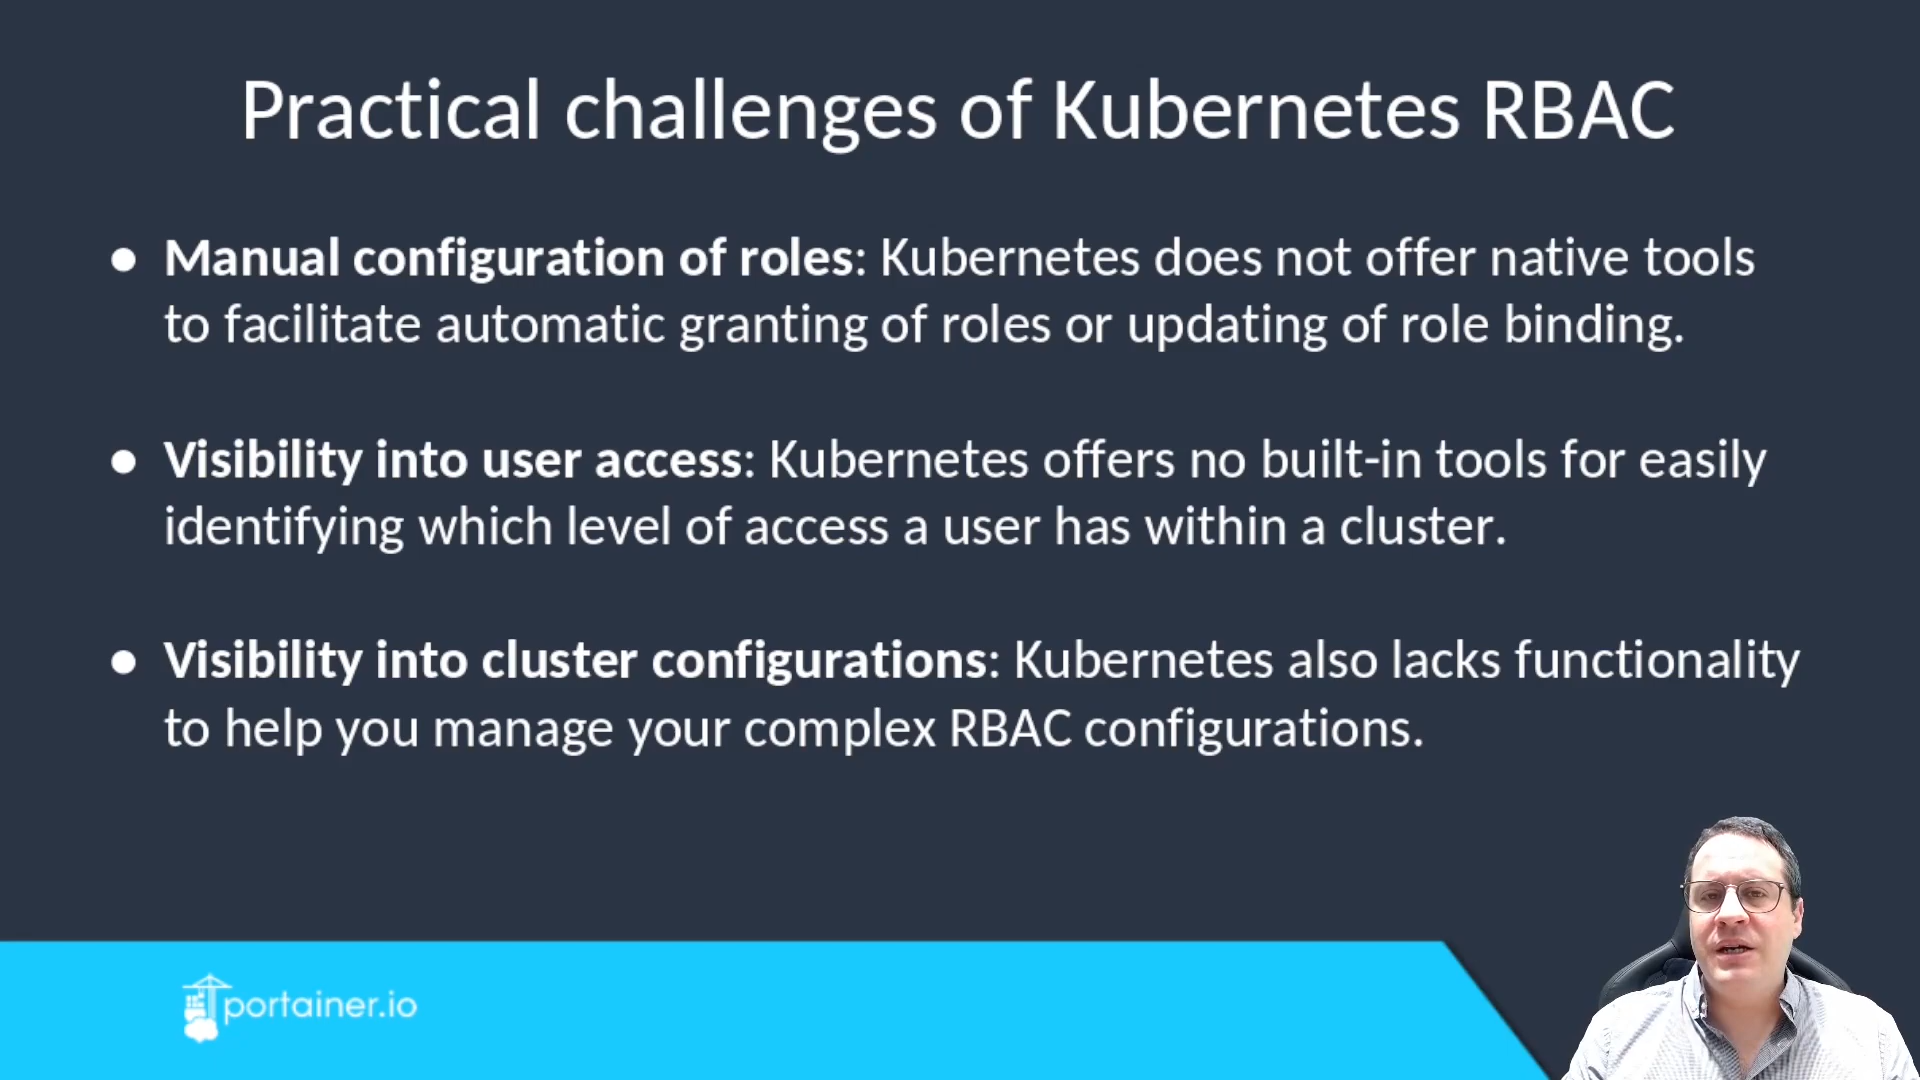 Practical challenges of Kubernetes RBAC
● Manual configuration of roles: Kubernetes does not offer native tools
to facilitate automatic granting of roles or updating of role binding.
● Visibility into user access: Kubernetes offers no built-in tools for easily
identifying which level of access a user has within a cluster.
● Visibility into cluster configurations: Kubernetes also lacks functionality
to help you manage your complex RBAC configurations.
portainer.io